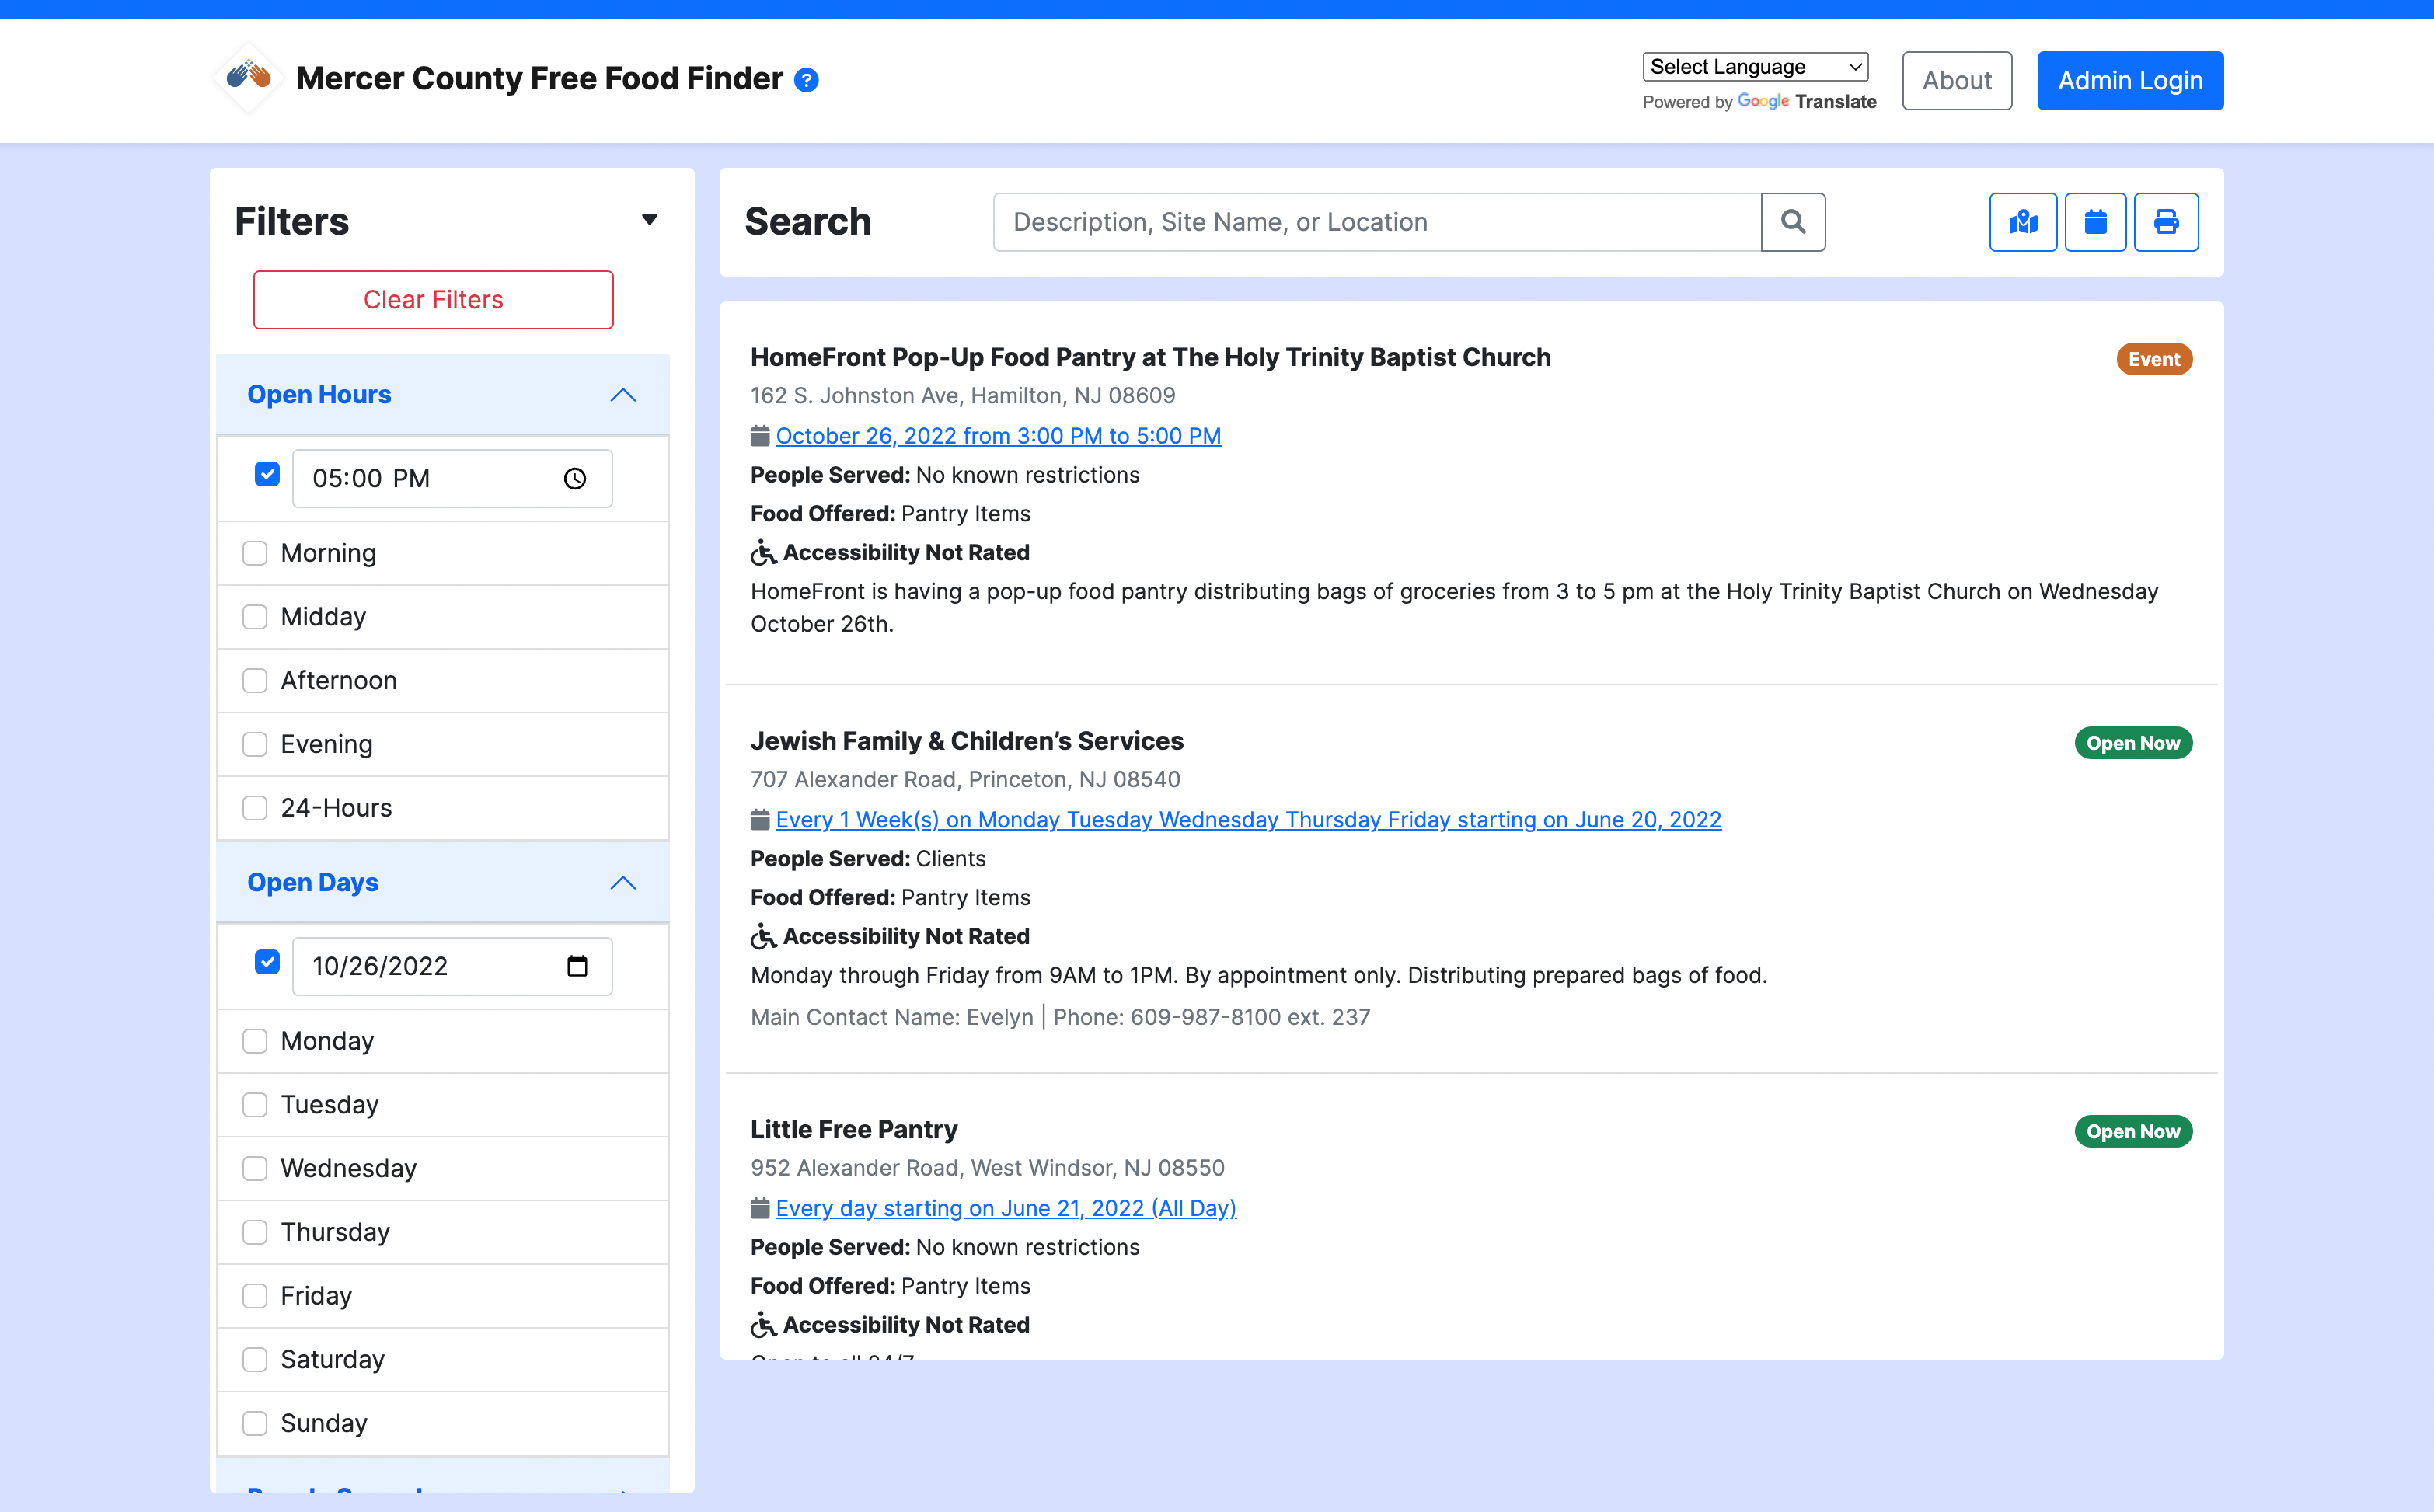 Mercer County Free Food Finder ?
Select Language
Powered by Google Translate
About
Admin Login
Filters
Clear Filters
Open Hours
05:00 PM
Morning
Midday
Afternoon
Evening
24-Hours
Open Days
10/26/2022
Monday
Tuesday
Wednesday
Thursday
Friday
Saturday
Sunday
People Served
Search
Description, Site Name, or Location
HomeFront Pop-Up Food Pantry at The Holy Trinity Baptist Church
Event
162 S. Johnston Ave, Hamilton, NJ 08609
October 26, 2022 from 3:00 PM to 5:00 PM
People Served: No known restrictions
Food Offered: Pantry Items
Accessibility Not Rated
HomeFront is having a pop-up food pantry distributing bags of groceries from 3 to 5 pm at the Holy Trinity Baptist Church on Wednesday
October 26th.
Jewish Family & Children’s Services
Open Now
707 Alexander Road, Princeton, NJ 08540
Every 1 Week(s) on Monday Tuesday Wednesday Thursday Friday starting on June 20, 2022
People Served: Clients
Food Offered: Pantry Items
Accessibility Not Rated
Monday through Friday from 9AM to 1PM. By appointment only. Distributing prepared bags of food.
Main Contact Name: Evelyn | Phone: 609-987-8100 ext. 237
Little Free Pantry
Open Now
952 Alexander Road, West Windsor, NJ 08550
Every day starting on June 21, 2022 (All Day)
People Served: No known restrictions
Food Offered: Pantry Items
Accessibility Not Rated
Open to all 24/7